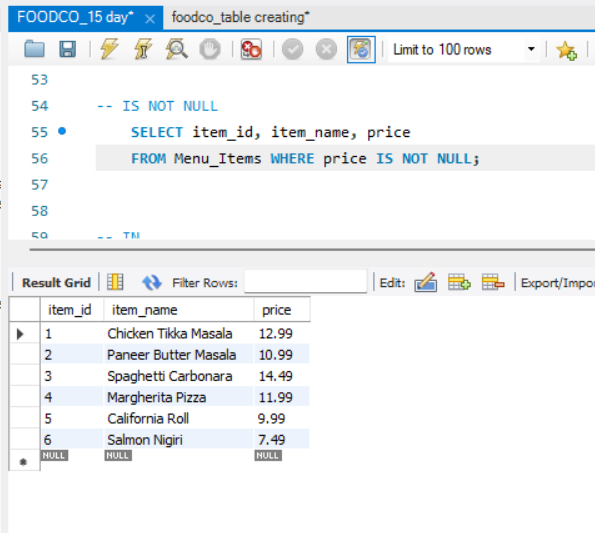 FOODCO_15 day* foodco_table creating*
Limit to 100 rows
53
54 -- IS NOT NULL
55 SELECT item_id, item_name, price
56 FROM Menu_Items WHERE price IS NOT NULL;
57
58
59 -- IN
Result Grid Filter Rows: Edit: Export/Impor
item_id item_name price
1 Chicken Tikka Masala 12.99
2 Paneer Butter Masala 10.99
3 Spaghetti Carbonara 14.49
4 Margherita Pizza 11.99
5 California Roll 9.99
6 Salmon Nigiri 7.49
NULL NULL NULL